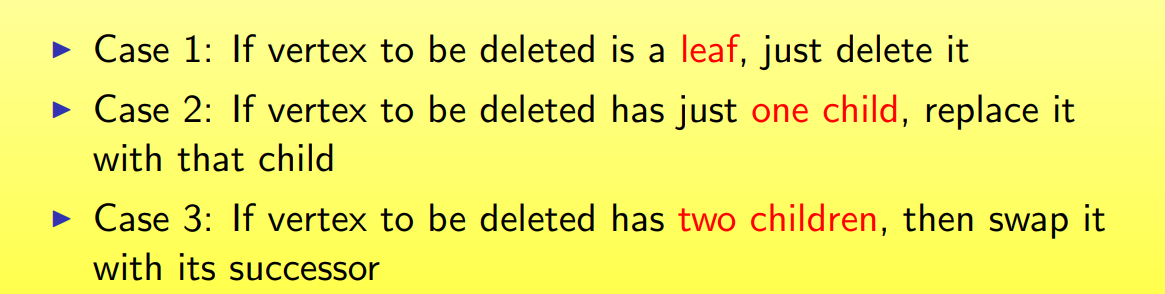 ▶ Case 1: If vertex to be deleted is a leaf, just delete it
▶ Case 2: If vertex to be deleted has just one child, replace it
with that child
▶ Case 3: If vertex to be deleted has two children, then swap it
with its successor